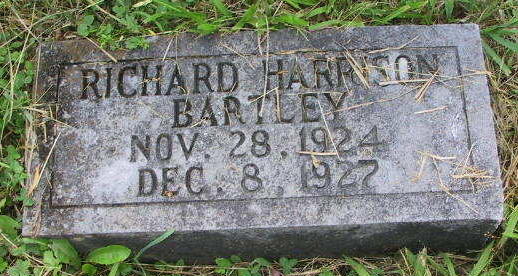 RICHARD HARRISON
BARTLEY
NOV. 28, 1924
DEC. 8, 1927